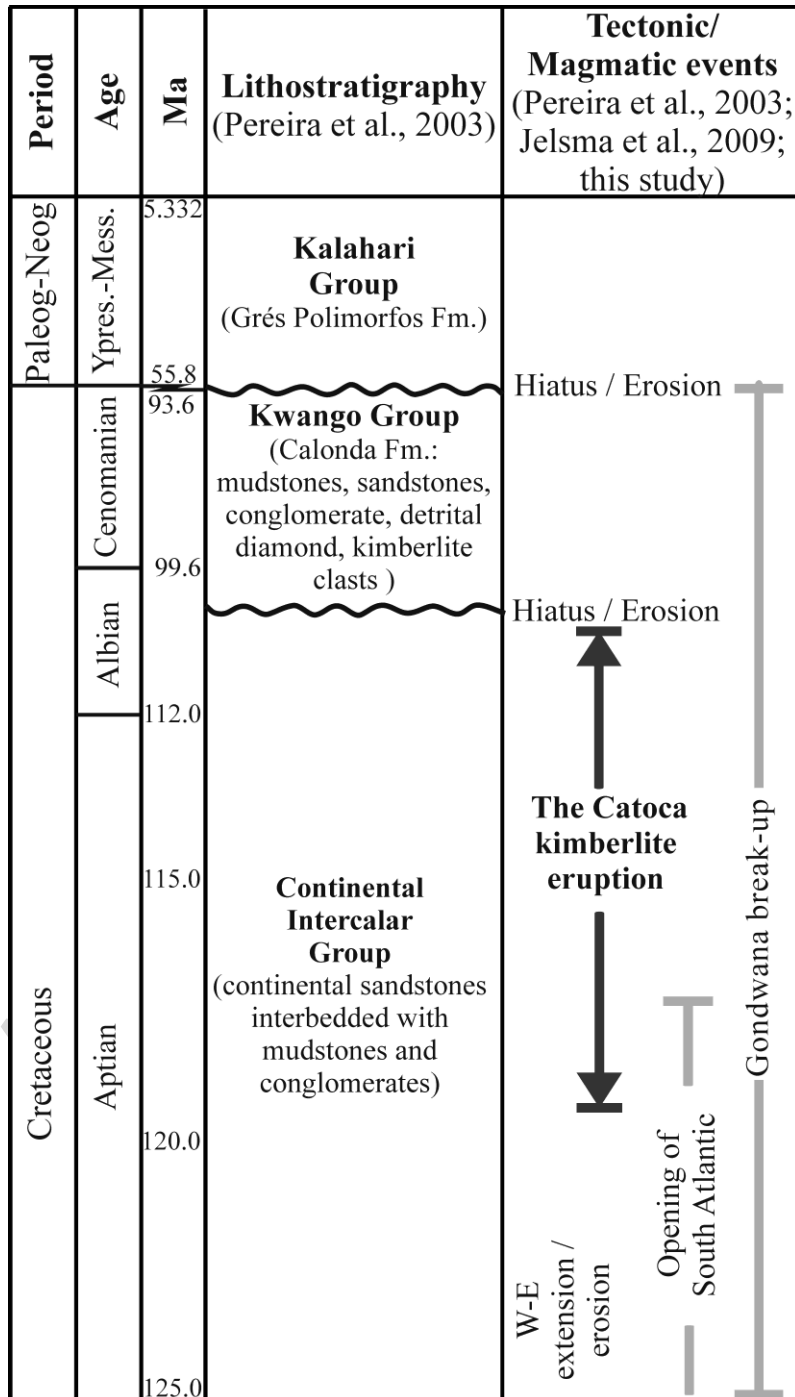 Period
Age
Ma
Lithostratigraphy
(Pereira et al., 2003)
Tectonic/
Magmatic events
(Pereira et al., 2003;
Jelsma et al., 2009;
this study)
Paleog-Neog
Ypres.-Mess.
5.332
Kalahari
Group
(Grés Polimorfos Fm.)
55.8
Hiatus / Erosion
93.6
Cretaceous
Cenomanian
Kwango Group
(Calonda Fm.:
mudstones, sandstones,
conglomerate, detrital
diamond, kimberlite
clasts )
99.6
Hiatus / Erosion
Albian
112.0
Aptian
115.0
Continental
Intercalar
Group
(continental sandstones
interbedded with
mudstones and
conglomerates)
120.0
125.0
The Catoca
kimberlite
eruption
W-E
extension /
erosion
Opening of
South Atlantic
Gondwana break-up